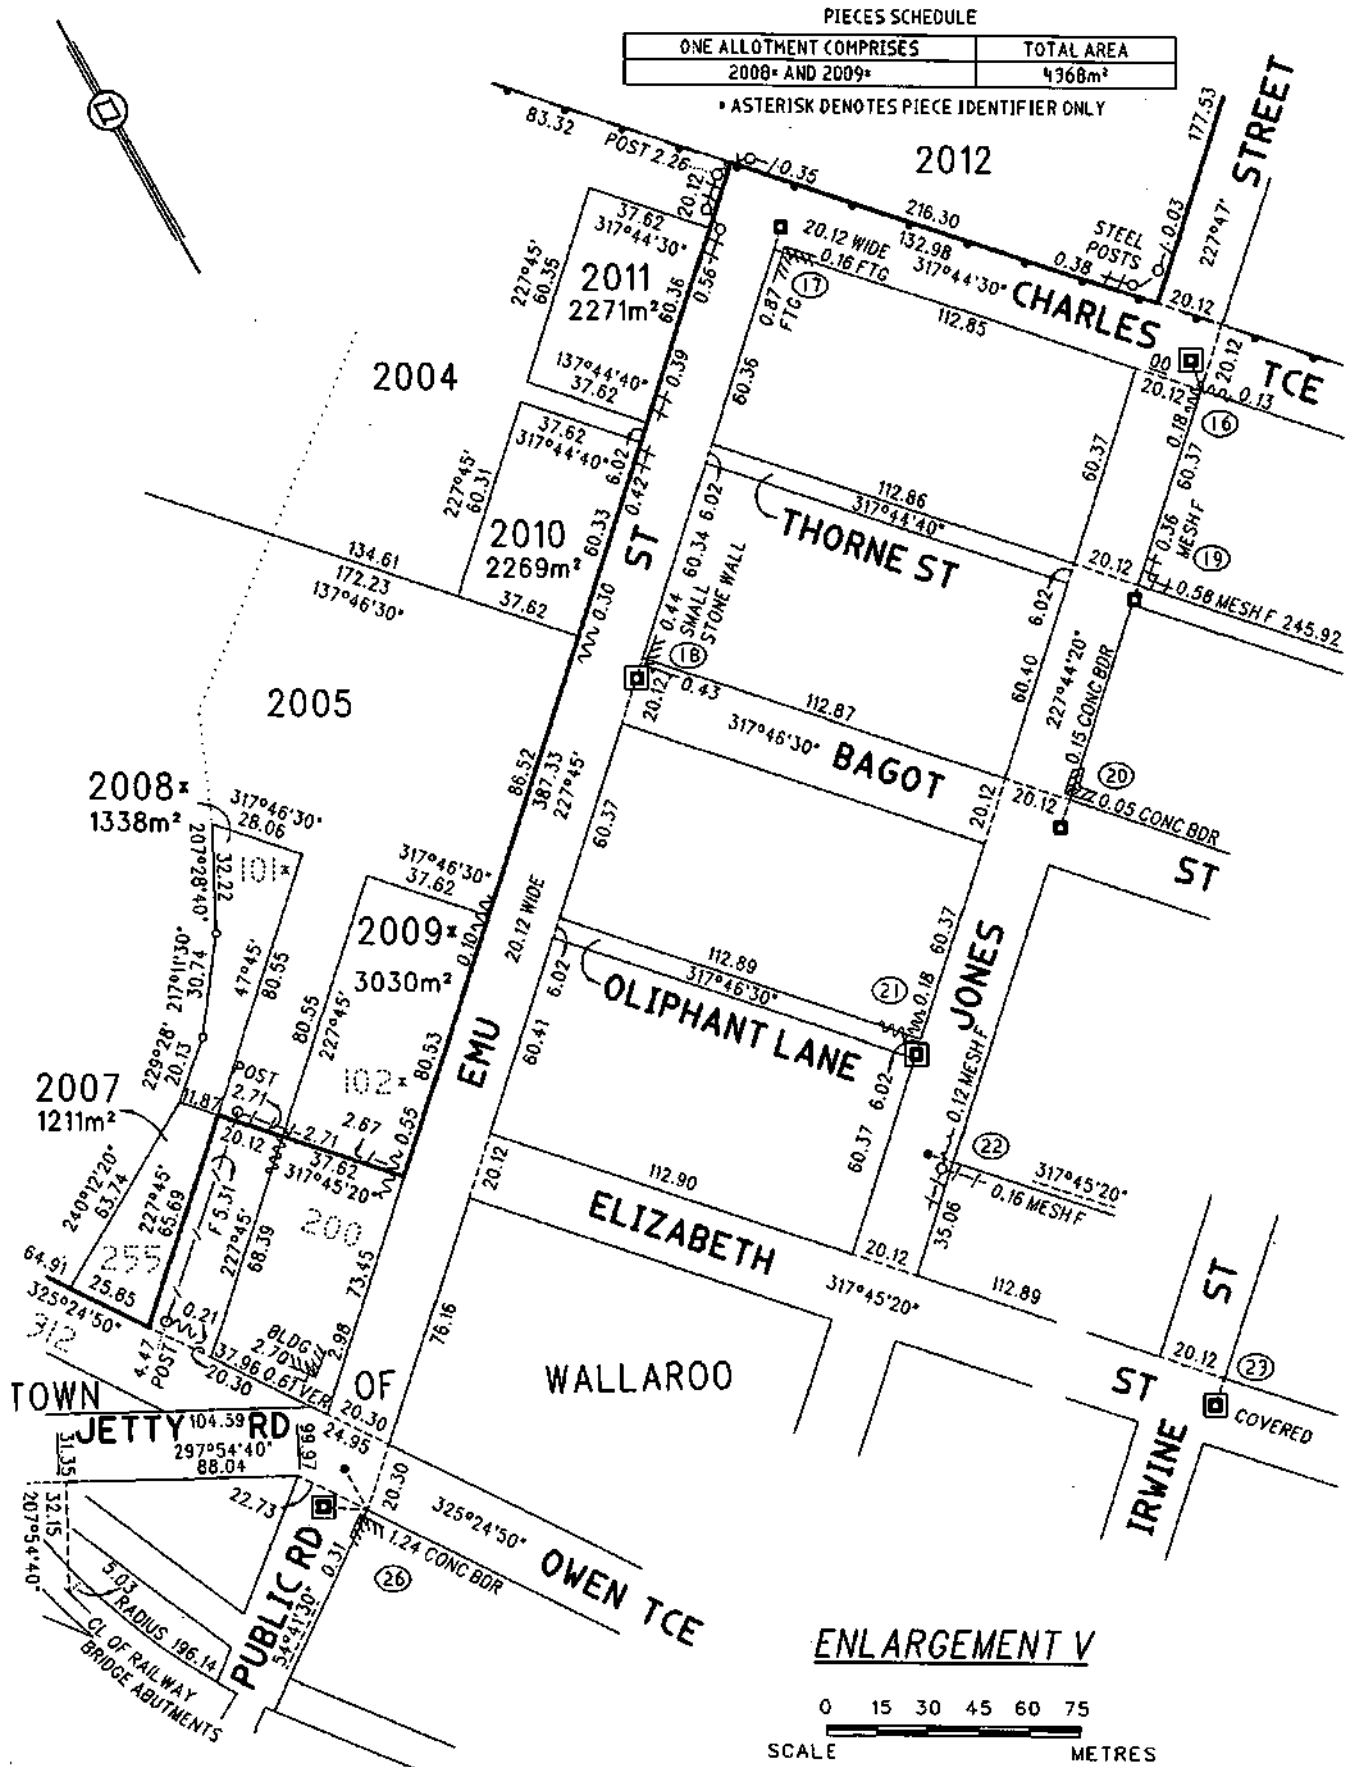 PIECES SCHEDULE
ONE ALLOTMENT COMPRISES TOTAL AREA
2008* AND 2009* 4368m²
* ASTERISK DENOTES PIECE IDENTIFIER ONLY
83.32
POST 2.26
20.12
0.35
2012
177.53
STREET
227°47'
0.03
216.30
132.98
317°44'30"
STEEL
POSTS
0.38
20.12
37.62
317°44'30"
20.12 WIDE
0.16 FTG
17
CHARLES
TCE
227°45'
60.35
2011
2271m²
60.36
0.56
0.87
FTG
112.85
00
20.12
20.12
0.13
16
0.18
2004
137°44'40"
37.62
0.39
60.36
60.37
60.37
37.62
317°44'40"
6.02
0.42
227°45'
60.31
2010
2269m²
60.33
ST
6.02
60.34
112.86
317°44'40"
THORNE ST
0.36
MESH F
19
20.12
0.58 MESH F 245.92
134.61
172.23
137°46'30"
37.62
0.30
0.44
SMALL
STONE WALL
18
6.02
60.40
227°44'20"
0.15 CONC BDR
2005
20.12
0.43
112.87
317°46'30"
BAGOT
20
20.12
0.05 CONC BDR
20.12
ST
86.52
387.33
227°45'
60.37
2008*
1338m²
317°46'30"
28.06
207°28'40"
32.22
101*
317°46'30"
37.62
2009*
3030m²
0.10
20.12 WIDE
60.37
217°11'30"
30.74
47°45'
80.55
80.55
227°45'
6.02
112.89
317°46'30"
OLIPHANT LANE
21
0.18
JONES
229°28'
20.13
102*
80.53
EMU
60.41
2007
1211m²
11.87
POST
2.71
2.71
2.67
0.55
6.02
0.12 MESH F
22
317°45'20"
0.16 MESH F
20.12
37.62
317°45'20"
20.12
112.90
60.37
35.06
240°12'20"
63.74
227°45'
65.69
F 5.31
227°45'
68.39
200
ELIZABETH
20.12
317°45'20"
112.89
ST
64.91
255
25.85
325°24'50"
312
73.45
76.16
0.21
4.47
POST
BLDG
2.70
2.98
37.96 0.61 VER
20.30
20.12
23
TOWN
OF
WALLAROO
ST
COVERED
IRWINE
20.30
24.95
JETTY RD
104.59
297°54'40"
88.04
99.97
31.35
22.73
20.30
325°24'50"
OWEN TCE
32.15
207°54'40"
5.03
RADIUS 196.14
CL OF RAILWAY
BRIDGE ABUTMENTS
PUBLIC RD
54°41'30"
0.31
1.24 CONC BDR
26
ENLARGEMENT V
0 15 30 45 60 75
SCALE METRES